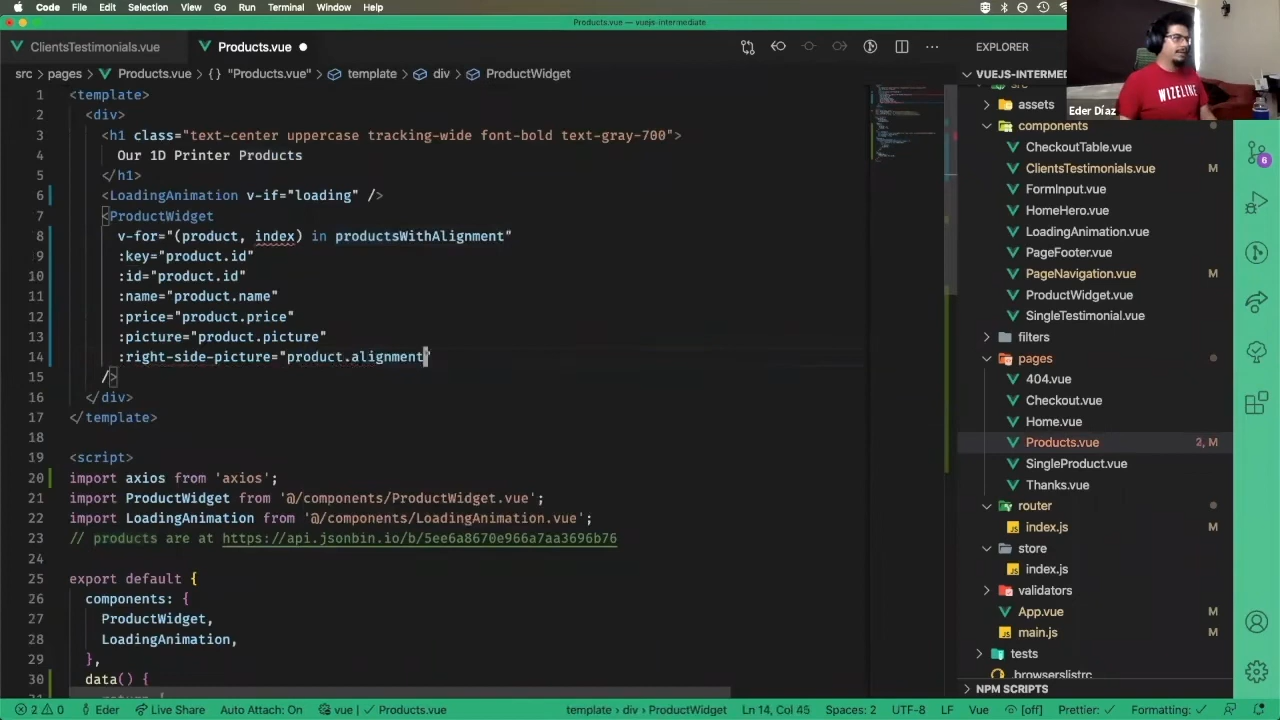 Code File Edit Selection View Go Run Terminal Window Help
Products.vue — vuejs-intermediate
ClientsTestimonials.vue
Products.vue
EXPLORER
src › pages › Products.vue › {} "Products.vue" › template › div › ProductWidget
VUEJS-INTERM
WIZELINE
Eder Díaz
1 <template>
2 <div>
3 <h1 class="text-center uppercase tracking-wide font-bold text-gray-700">
4 Our 1D Printer Products
5 </h1>
6 <LoadingAnimation v-if="loading" />
7 <ProductWidget
8 v-for="(product, index) in productsWithAlignment"
9 :key="product.id"
10 :id="product.id"
11 :name="product.name"
12 :price="product.price"
13 :picture="product.picture"
14 :right-side-picture="product.alignment"
15 />
16 </div>
17 </template>
18
19 <script>
20 import axios from 'axios';
21 import ProductWidget from '@/components/ProductWidget.vue';
22 import LoadingAnimation from '@/components/LoadingAnimation.vue';
23 // products are at https://api.jsonbin.io/b/5ee6a8670e966a7aa3696b76
24
25 export default {
26 components: {
27 ProductWidget,
28 LoadingAnimation,
29 },
30 data() {
31 return {
src
assets
components
CheckoutTable.vue
ClientsTestimonials.vue M
FormInput.vue
HomeHero.vue
LoadingAnimation.vue
PageFooter.vue
PageNavigation.vue M
ProductWidget.vue
SingleTestimonial.vue
filters
pages
404.vue
Checkout.vue
Home.vue
Products.vue 2, M
SingleProduct.vue
Thanks.vue
router
index.js M
store
index.js
validators
App.vue M
main.js M
tests
.browserslistrc
NPM SCRIPTS
6
2 0 Eder Live Share Auto Attach: On vue | ✓ Products.vue template › div › ProductWidget Ln 14, Col 45 Spaces: 2 UTF-8 LF Vue [off] Prettier: ✓ Formatting: ✓